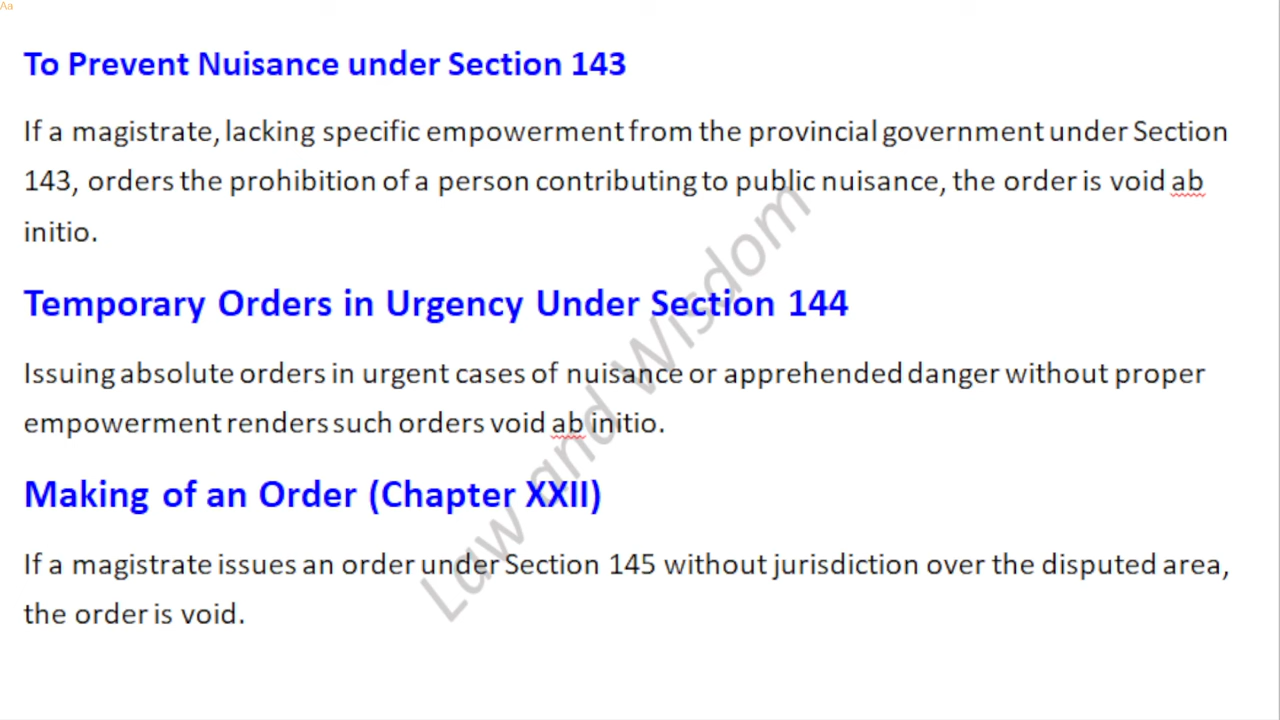 Aa
To Prevent Nuisance under Section 143
If a magistrate, lacking specific empowerment from the provincial government under Section
143, orders the prohibition of a person contributing to public nuisance, the order is void ab
initio.
Temporary Orders in Urgency Under Section 144
Issuing absolute orders in urgent cases of nuisance or apprehended danger without proper
empowerment renders such orders void ab initio.
Making of an Order (Chapter XXII)
If a magistrate issues an order under Section 145 without jurisdiction over the disputed area,
the order is void.
Law and Wisdom